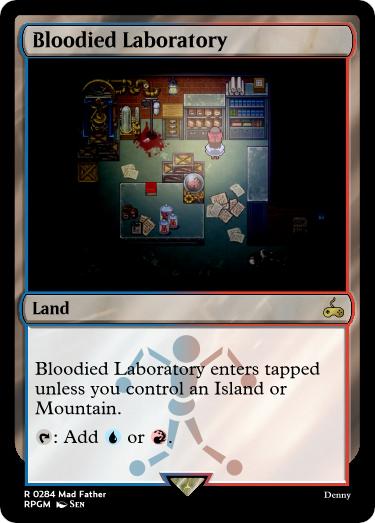 Bloodied Laboratory
Land
Bloodied Laboratory enters tapped
unless you control an Island or
Mountain.
: Add or .
R 0284 Mad Father
RPGM SEN
Denny